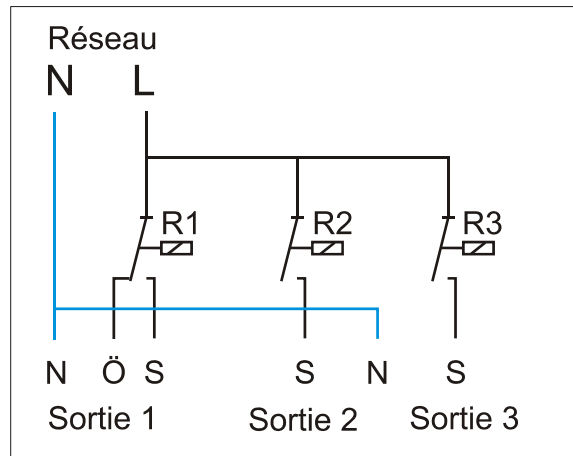 Réseau
N L
R1 R2 R3
N Ö S S N S
Sortie 1 Sortie 2 Sortie 3